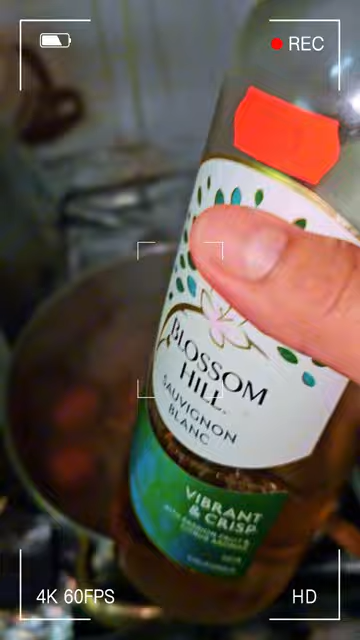 REC
BLOSSOM
HILL
SAUVIGNON
BLANC
VIBRANT
& CRISP
4K 60FPS
HD